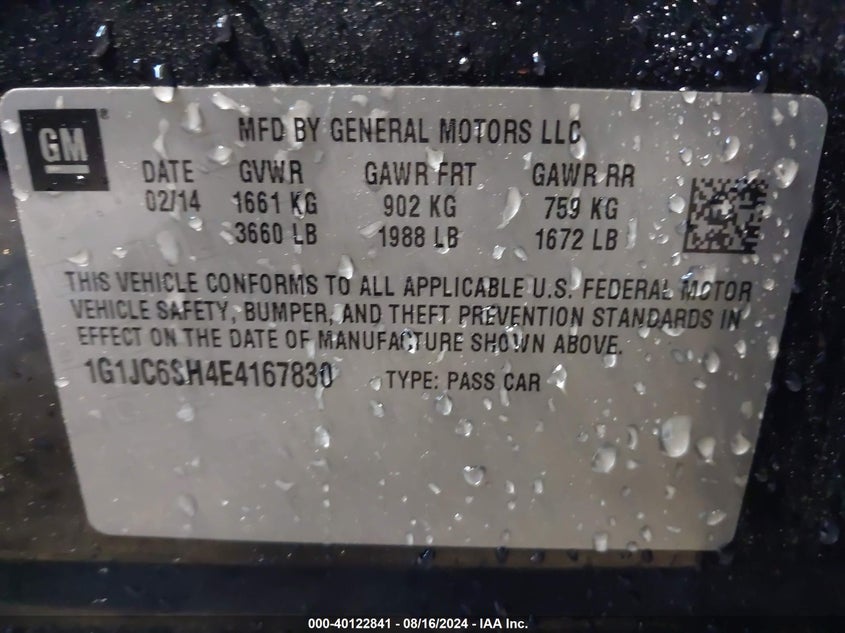 GM®
MFD BY GENERAL MOTORS LLC
DATE GVWR GAWR FRT GAWR RR
02/14 1661 KG 902 KG 759 KG
3660 LB 1988 LB 1672 LB
THIS VEHICLE CONFORMS TO ALL APPLICABLE U.S. FEDERAL MOTOR
VEHICLE SAFETY, BUMPER, AND THEFT PREVENTION STANDARDS IN
EFFECT ON THE DATE OF MANUFACTURE SHOWN ABOVE.
1G1JC6SH4E4167830 TYPE: PASS CAR
000-40122841 - 08/16/2024 - IAA Inc.